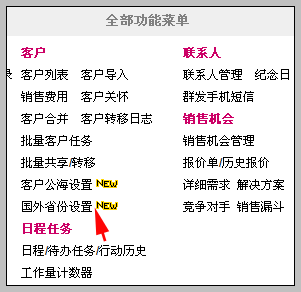 全部功能菜单
客户
客户列表 客户导入
销售费用 客户关怀
客户合并 客户转移日志
批量客户任务
批量共享/转移
客户公海设置 NEW
国外省份设置 NEW
日程任务
日程/待办任务/行动历史
工作量计数器
联系人
联系人管理 纪念日
群发手机短信
销售机会
销售机会管理
报价单/历史报价
详细需求 解决方案
竞争对手 销售漏斗